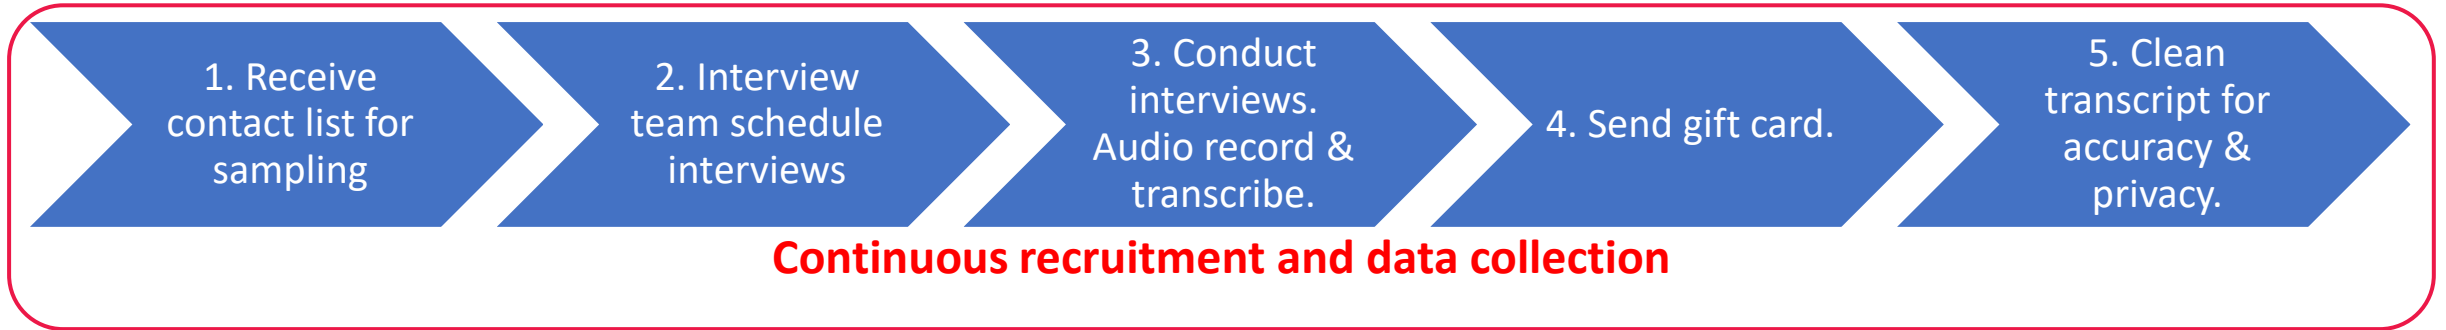 1. Receive
contact list for
sampling
2. Interview
team schedule
interviews
3. Conduct
interviews.
Audio record &
transcribe.
4. Send gift card.
5. Clean
transcript for
accuracy &
privacy.
Continuous recruitment and data collection